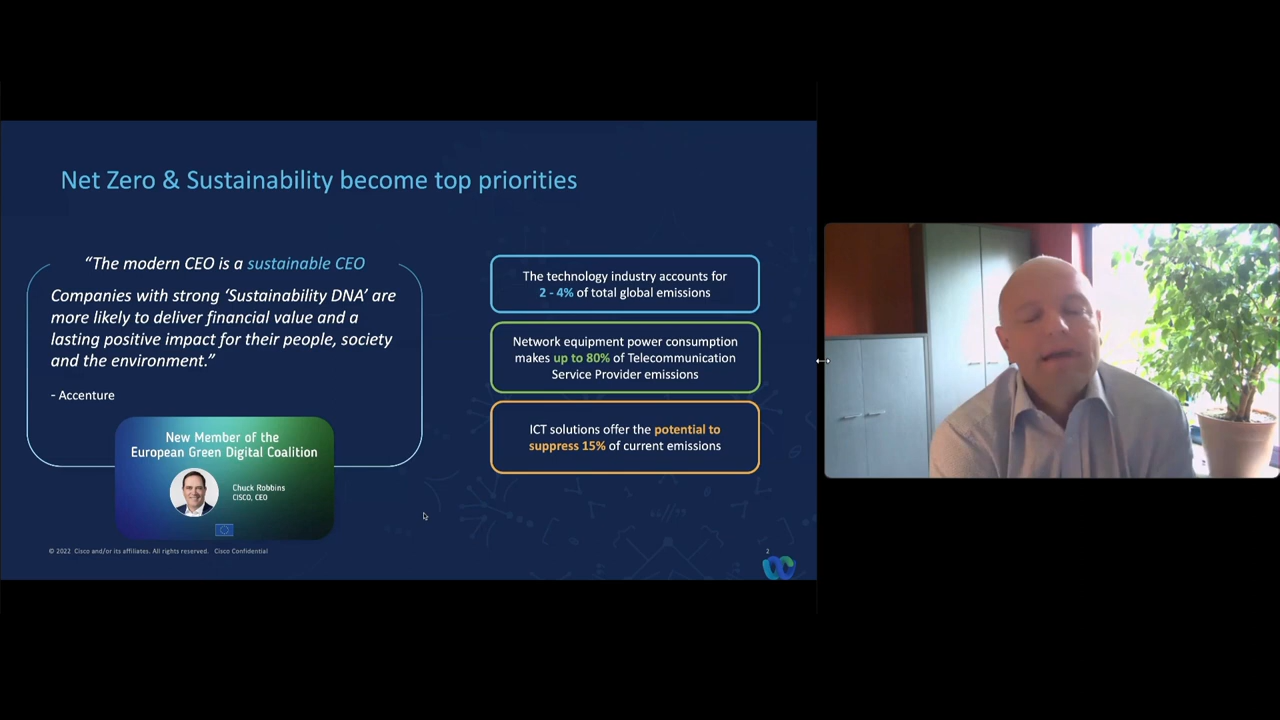 Net Zero & Sustainability become top priorities
“The modern CEO is a sustainable CEO
Companies with strong ‘Sustainability DNA’ are
more likely to deliver financial value and a
lasting positive impact for their people, society
and the environment.”
- Accenture
New Member of the
European Green Digital Coalition
Chuck Robbins
CISCO, CEO
The technology industry accounts for
2 - 4% of total global emissions
Network equipment power consumption
makes up to 80% of Telecommunication
Service Provider emissions
ICT solutions offer the potential to
suppress 15% of current emissions
© 2022 Cisco and/or its affiliates. All rights reserved. Cisco Confidential
2